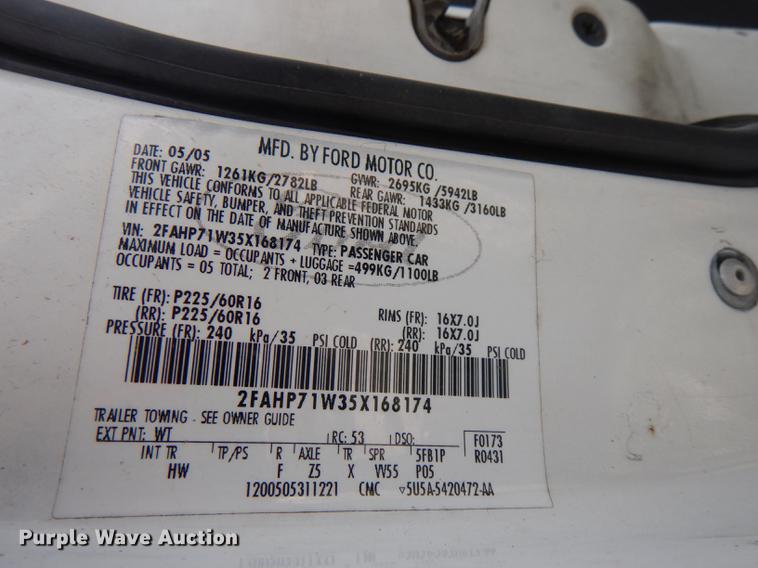 MFD. BY FORD MOTOR CO.
DATE: 05/05 GVWR: 2695KG/5942LB
FRONT GAWR: 1261KG/2782LB REAR GAWR: 1433KG/3160LB
THIS VEHICLE CONFORMS TO ALL APPLICABLE FEDERAL MOTOR
VEHICLE SAFETY, BUMPER, AND THEFT PREVENTION STANDARDS
IN EFFECT ON THE DATE OF MANUFACTURE SHOWN ABOVE.
VIN: 2FAHP71W35X168174 TYPE: PASSENGER CAR
MAXIMUM LOAD = OCCUPANTS + LUGGAGE =499KG/1100LB
OCCUPANTS = 05 TOTAL; 2 FRONT, 03 REAR
TIRE (FR): P225/60R16 RIMS (FR): 16X7.0J
(RR): P225/60R16 (RR): 16X7.0J
PRESSURE (FR): 240 kPa/35 PSI COLD (RR): 240 kPa/35 PSI COLD
2FAHP71W35X168174
TRAILER TOWING - SEE OWNER GUIDE
EXT PNT: WT RC: 53 DSO: F0173
INT TR TP/PS R AXLE TR SPR 5FB1P R0431
HW F Z5 X VV55 P05
1200505311221 CMC ▽5U5A-5420472-AA
Purple Wave Auction